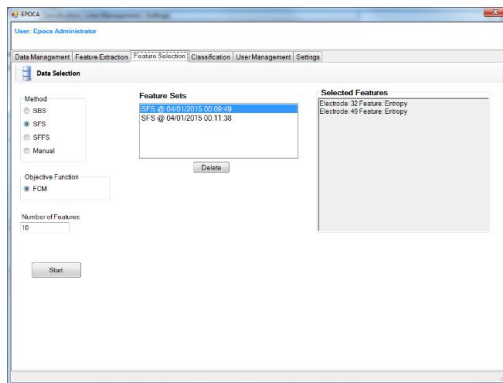 EPOCA
User: Epoca Administrator
Data Management Feature Extraction Feature Selection Classification User Management Settings
Data Selection
Method
SBS
SFS
SFFS
Manual
Objective Function
FCM
Number of Features
10
Start
Feature Sets
SFS @ 04/01/2015 00:09:49
SFS @ 04/01/2015 00:11:38
Delete
Selected Features
Electrode: 32 Feature: Entropy
Electrode: 49 Feature: Entropy